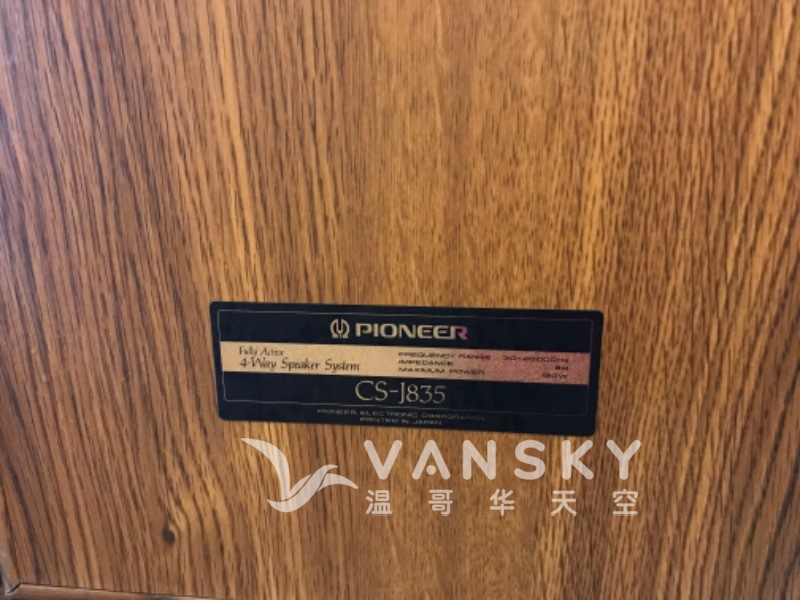 PIONEER
Fully Active
4-Way Speaker System
FREQUENCY RANGE
IMPEDANCE 8Ω
MAXIMUM POWER
CS-J835
PIONEER ELECTRONIC CORPORATION
PRINTED IN JAPAN
VANSKY
温哥华天空